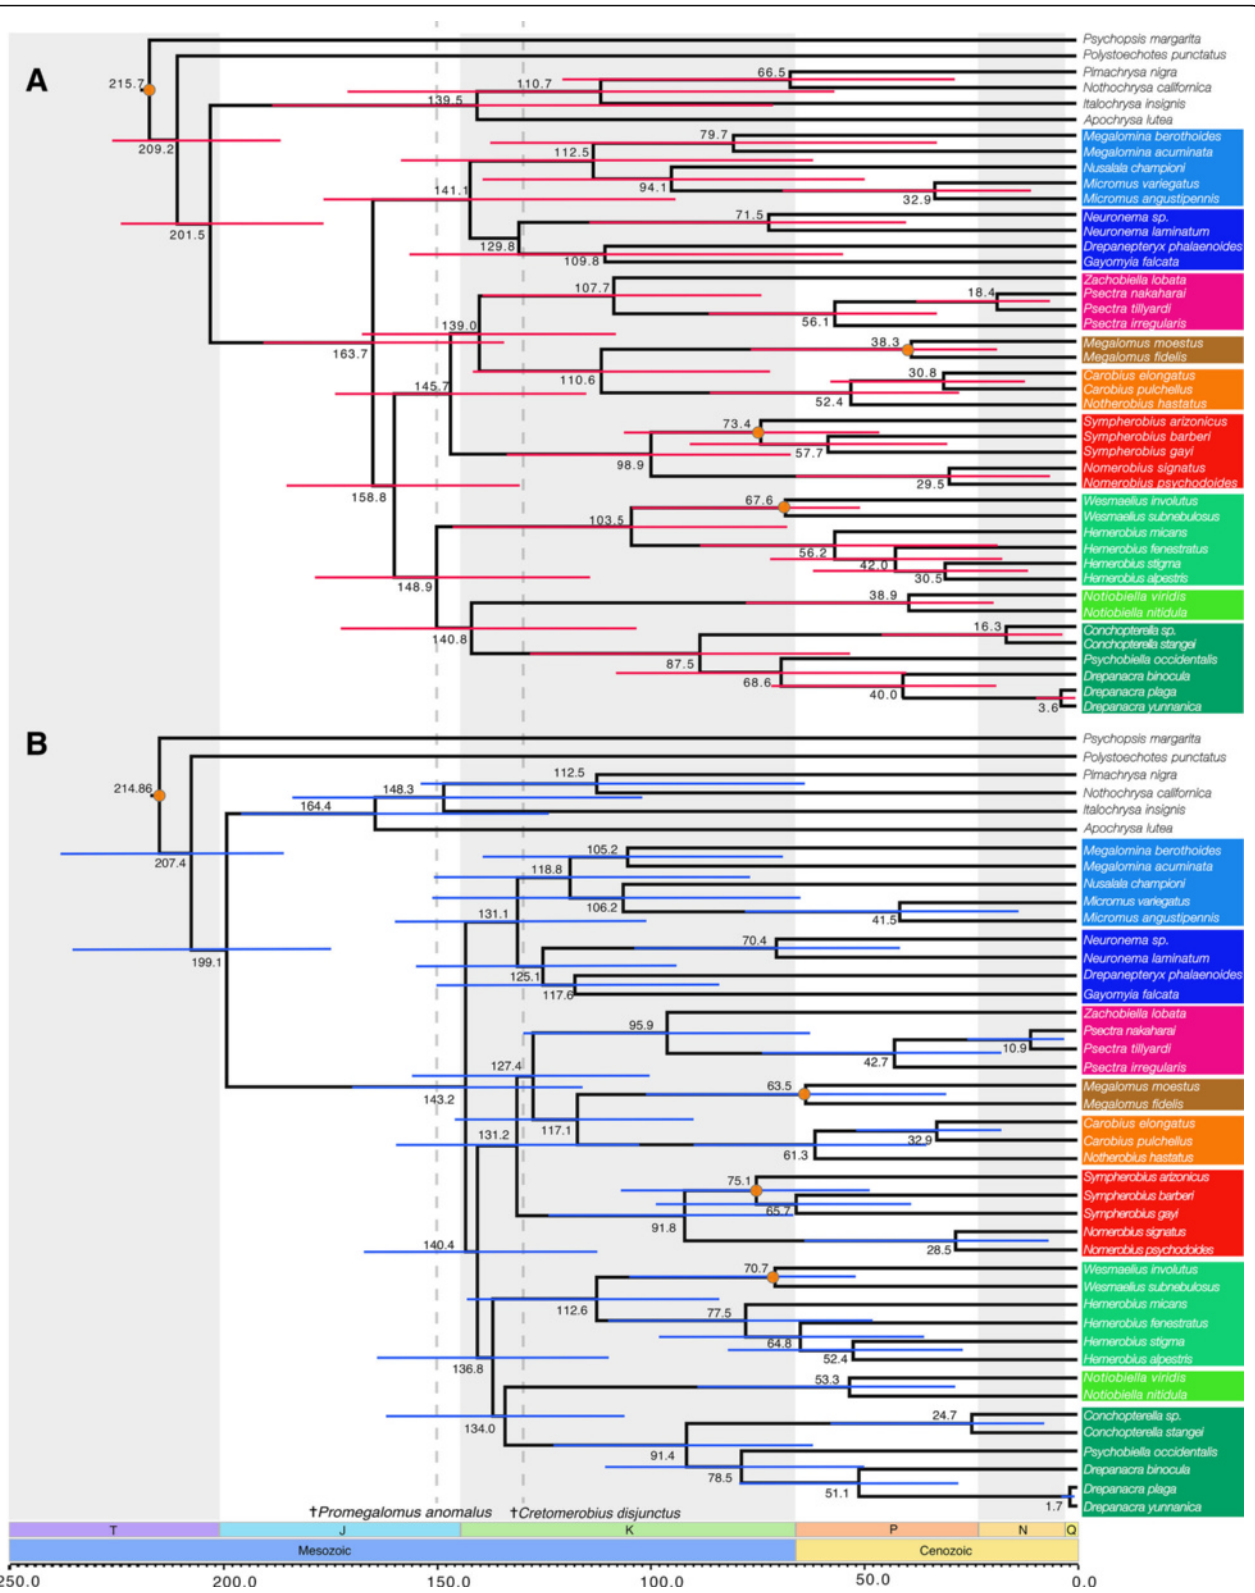 A
Psychopsis margarita
Polystoechotes punctatus
Pimachrysa nigra
Nothochrysa californica
Italochrysa insignis
Apochrysa lutea
Megalomina berothoides
Megalomina acuminata
Nusalala championi
Micromus variegatus
Micromus angustipennis
Neuronema sp.
Neuronema laminatum
Drepanepteryx phalaenoides
Gayomyia falcata
Zachobiella lobata
Psectra nakaharai
Psectra tillyardi
Psectra irregularis
Megalomus moestus
Megalomus fidelis
Carobius elongatus
Carobius pulchellus
Notherobius hastatus
Sympherobius arizonicus
Sympherobius barberi
Sympherobius gayi
Nomerobius signatus
Nomerobius psychodoides
Wesmaelius involutus
Wesmaelius subnebulosus
Hemerobius micans
Hemerobius fenestratus
Hemerobius stigma
Hemerobius alpestris
Notiobiella viridis
Notiobiella nitidula
Conchopterella sp.
Conchopterella stangei
Psychobiella occidentalis
Drepanacra binocula
Drepanacra plaga
Drepanacra yunnanica
215.7
209.2
201.5
139.5
110.7
66.5
163.7
141.1
112.5
79.7
94.1
32.9
129.8
71.5
109.8
158.8
145.7
139.0
107.7
56.1
18.4
110.6
38.3
52.4
30.8
98.9
73.4
57.7
29.5
148.9
103.5
67.6
56.2
42.0
30.5
140.8
38.9
87.5
16.3
68.6
40.0
3.6
B
Psychopsis margarita
Polystoechotes punctatus
Pimachrysa nigra
Nothochrysa californica
Italochrysa insignis
Apochrysa lutea
Megalomina berothoides
Megalomina acuminata
Nusalala championi
Micromus variegatus
Micromus angustipennis
Neuronema sp.
Neuronema laminatum
Drepanepteryx phalaenoides
Gayomyia falcata
Zachobiella lobata
Psectra nakaharai
Psectra tillyardi
Psectra irregularis
Megalomus moestus
Megalomus fidelis
Carobius elongatus
Carobius pulchellus
Notherobius hastatus
Sympherobius arizonicus
Sympherobius barberi
Sympherobius gayi
Nomerobius signatus
Nomerobius psychodoides
Wesmaelius involutus
Wesmaelius subnebulosus
Hemerobius micans
Hemerobius fenestratus
Hemerobius stigma
Hemerobius alpestris
Notiobiella viridis
Notiobiella nitidula
Conchopterella sp.
Conchopterella stangei
Psychobiella occidentalis
Drepanacra binocula
Drepanacra plaga
Drepanacra yunnanica
214.86
207.4
199.1
164.4
148.3
112.5
143.2
131.1
118.8
105.2
106.2
41.5
125.1
70.4
117.6
140.4
131.2
127.4
95.9
42.7
10.9
117.1
63.5
61.3
32.9
91.8
75.1
65.7
28.5
136.8
112.6
70.7
77.5
64.8
52.4
134.0
53.3
91.4
24.7
78.5
51.1
1.7
†Promegalomus anomalus
†Cretomerobius disjunctus
T J K P N Q
Mesozoic Cenozoic
250.0 200.0 150.0 100.0 50.0 0.0